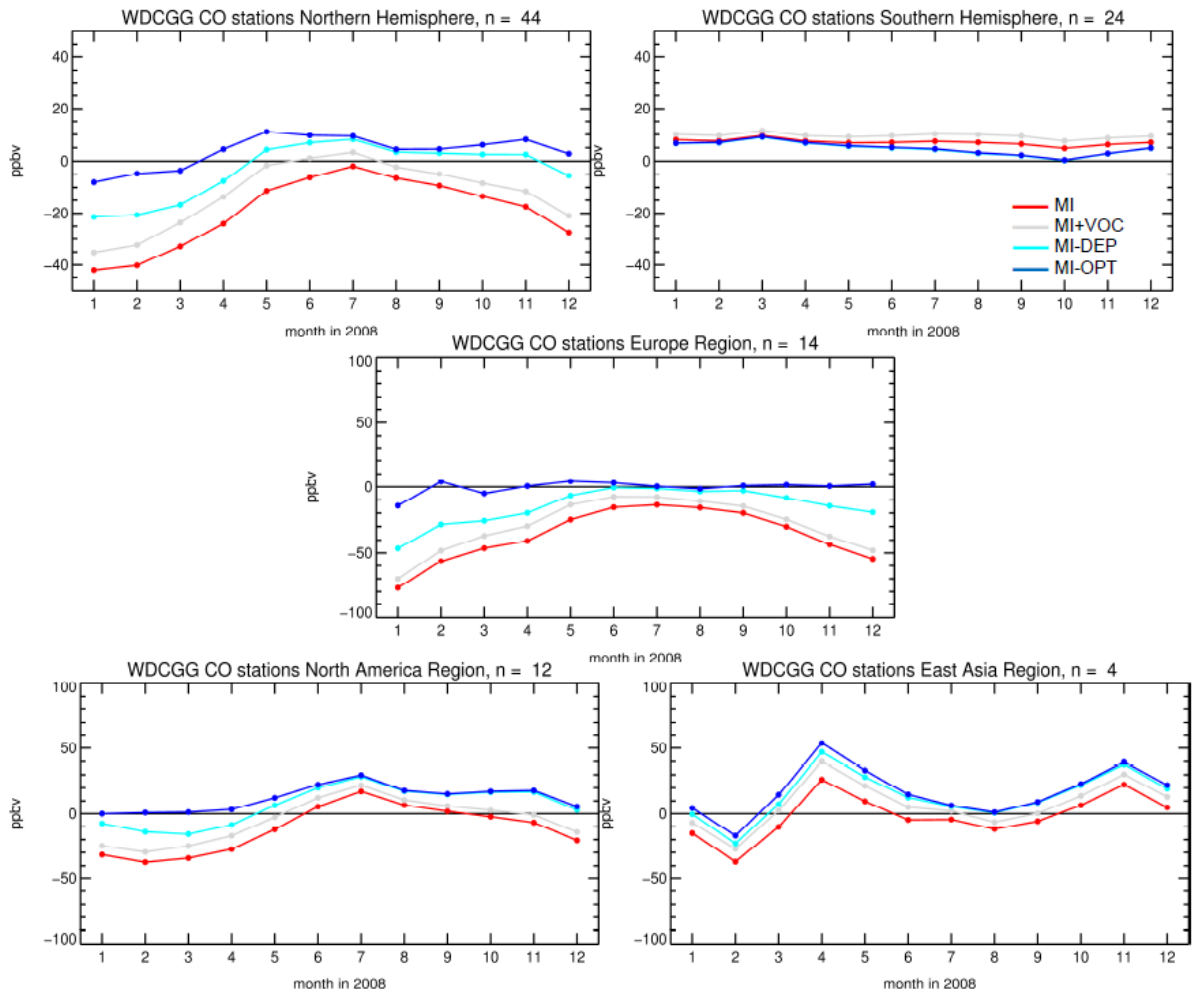 WDCGG CO stations Northern Hemisphere, n = 44
40
20
0
−20
−40
ppbv
1 2 3 4 5 6 7 8 9 10 11 12
month in 2008
WDCGG CO stations Southern Hemisphere, n = 24
40
20
0
−20
−40
ppbv
MI
MI+VOC
MI-DEP
MI-OPT
1 2 3 4 5 6 7 8 9 10 11 12
month in 2008
WDCGG CO stations Europe Region, n = 14
100
50
0
−50
−100
ppbv
1 2 3 4 5 6 7 8 9 10 11 12
month in 2008
WDCGG CO stations North America Region, n = 12
100
50
0
−50
−100
ppbv
1 2 3 4 5 6 7 8 9 10 11 12
month in 2008
WDCGG CO stations East Asia Region, n = 4
100
50
0
−50
−100
ppbv
1 2 3 4 5 6 7 8 9 10 11 12
month in 2008